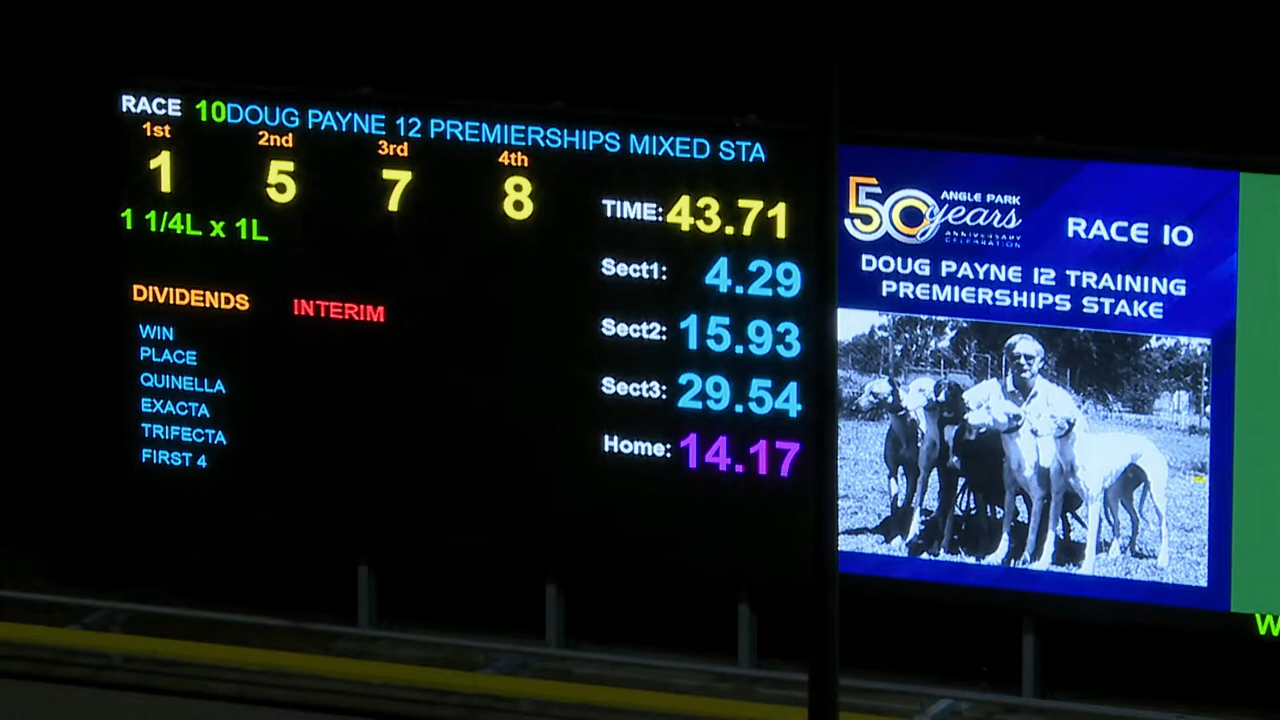 RACE 10 DOUG PAYNE 12 PREMIERSHIPS MIXED STA
1st 2nd 3rd 4th
1 5 7 8
1 1/4L x 1L
TIME: 43.71
Sect1: 4.29
Sect2: 15.93
Sect3: 29.54
Home: 14.17
DIVIDENDS INTERIM
WIN
PLACE
QUINELLA
EXACTA
TRIFECTA
FIRST 4
50 years
ANGLE PARK
ANNIVERSARY
CELEBRATION
RACE 10
DOUG PAYNE 12 TRAINING
PREMIERSHIPS STAKE
W